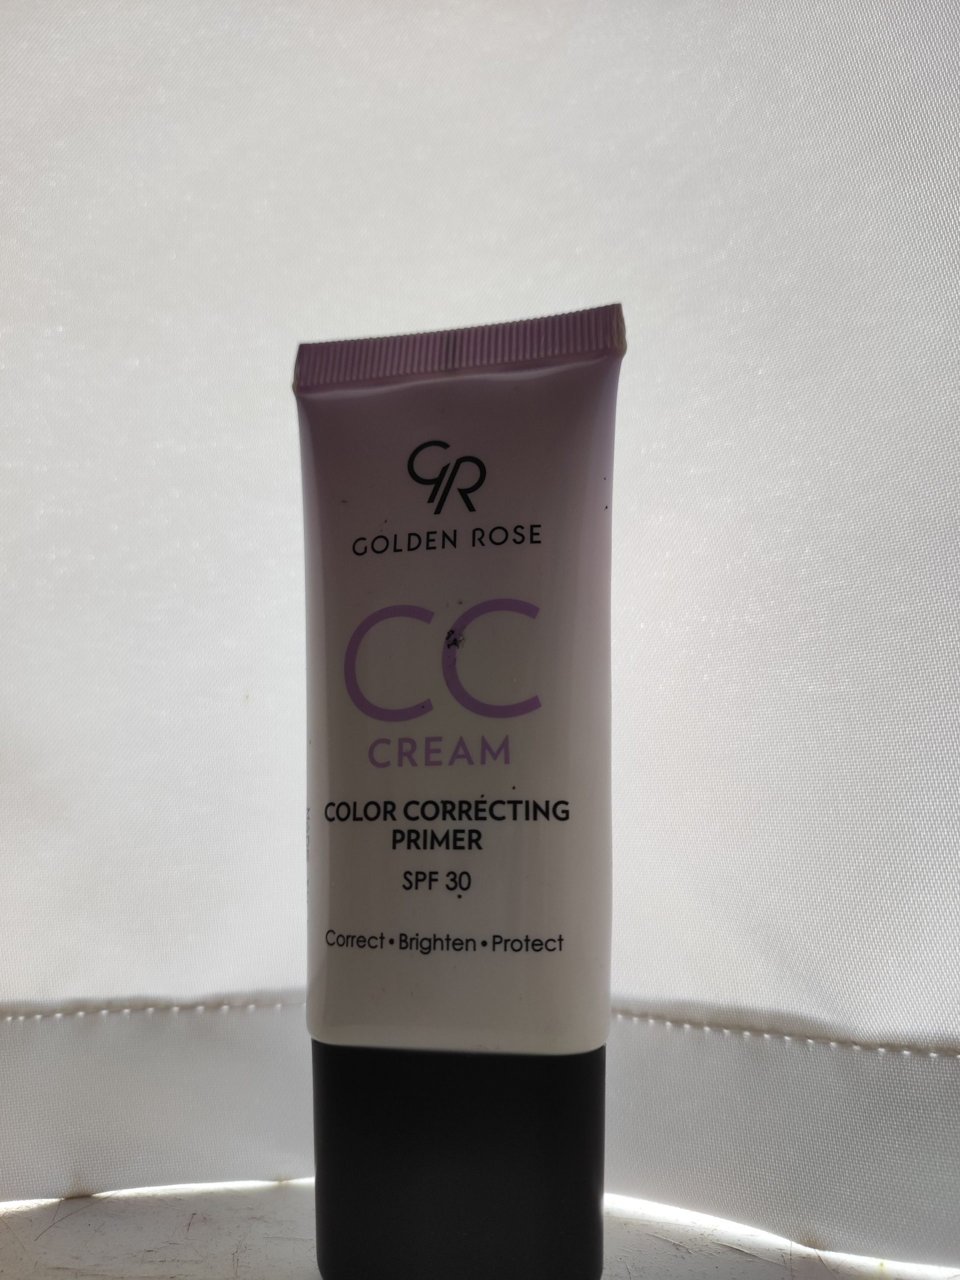 GR
GOLDEN ROSE
CC
CREAM
COLOR CORRECTING
PRIMER
SPF 30
Correct • Brighten • Protect